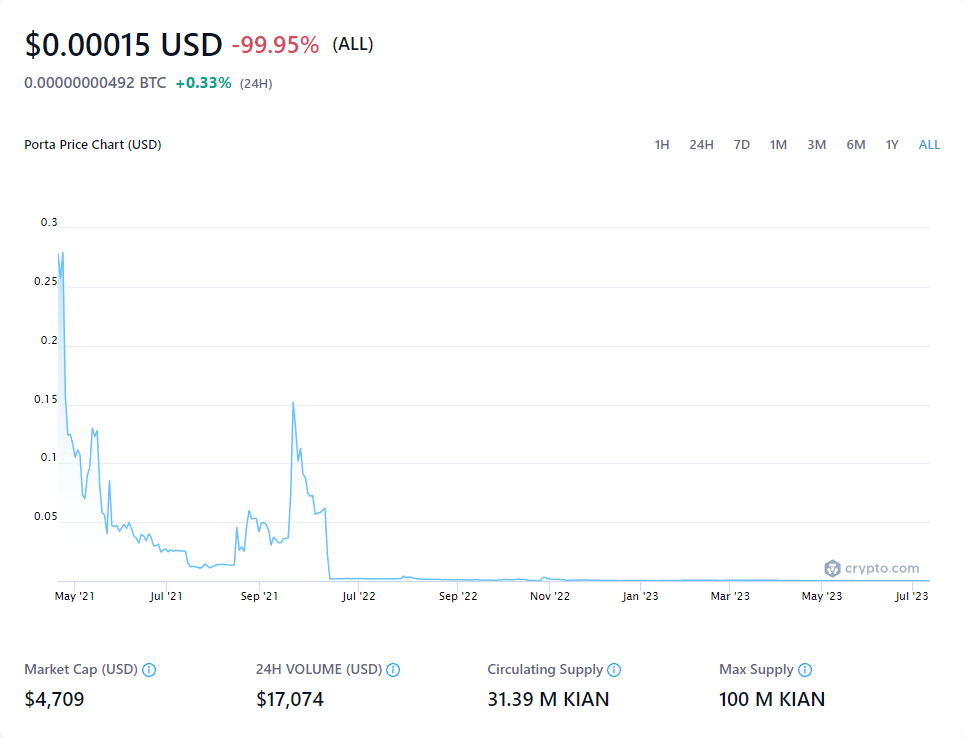 $0.00015 USD -99.95% (ALL)
0.00000000492 BTC +0.33% (24H)
Porta Price Chart (USD) 1H 24H 7D 1M 3M 6M 1Y ALL
0.3
0.25
0.2
0.15
0.1
0.05
crypto.com
May '21 Jul '21 Sep '21 Jul '22 Sep '22 Nov '22 Jan '23 Mar '23 May '23 Jul '23
Market Cap (USD) 24H VOLUME (USD) Circulating Supply Max Supply
$4,709 $17,074 31.39 M KIAN 100 M KIAN